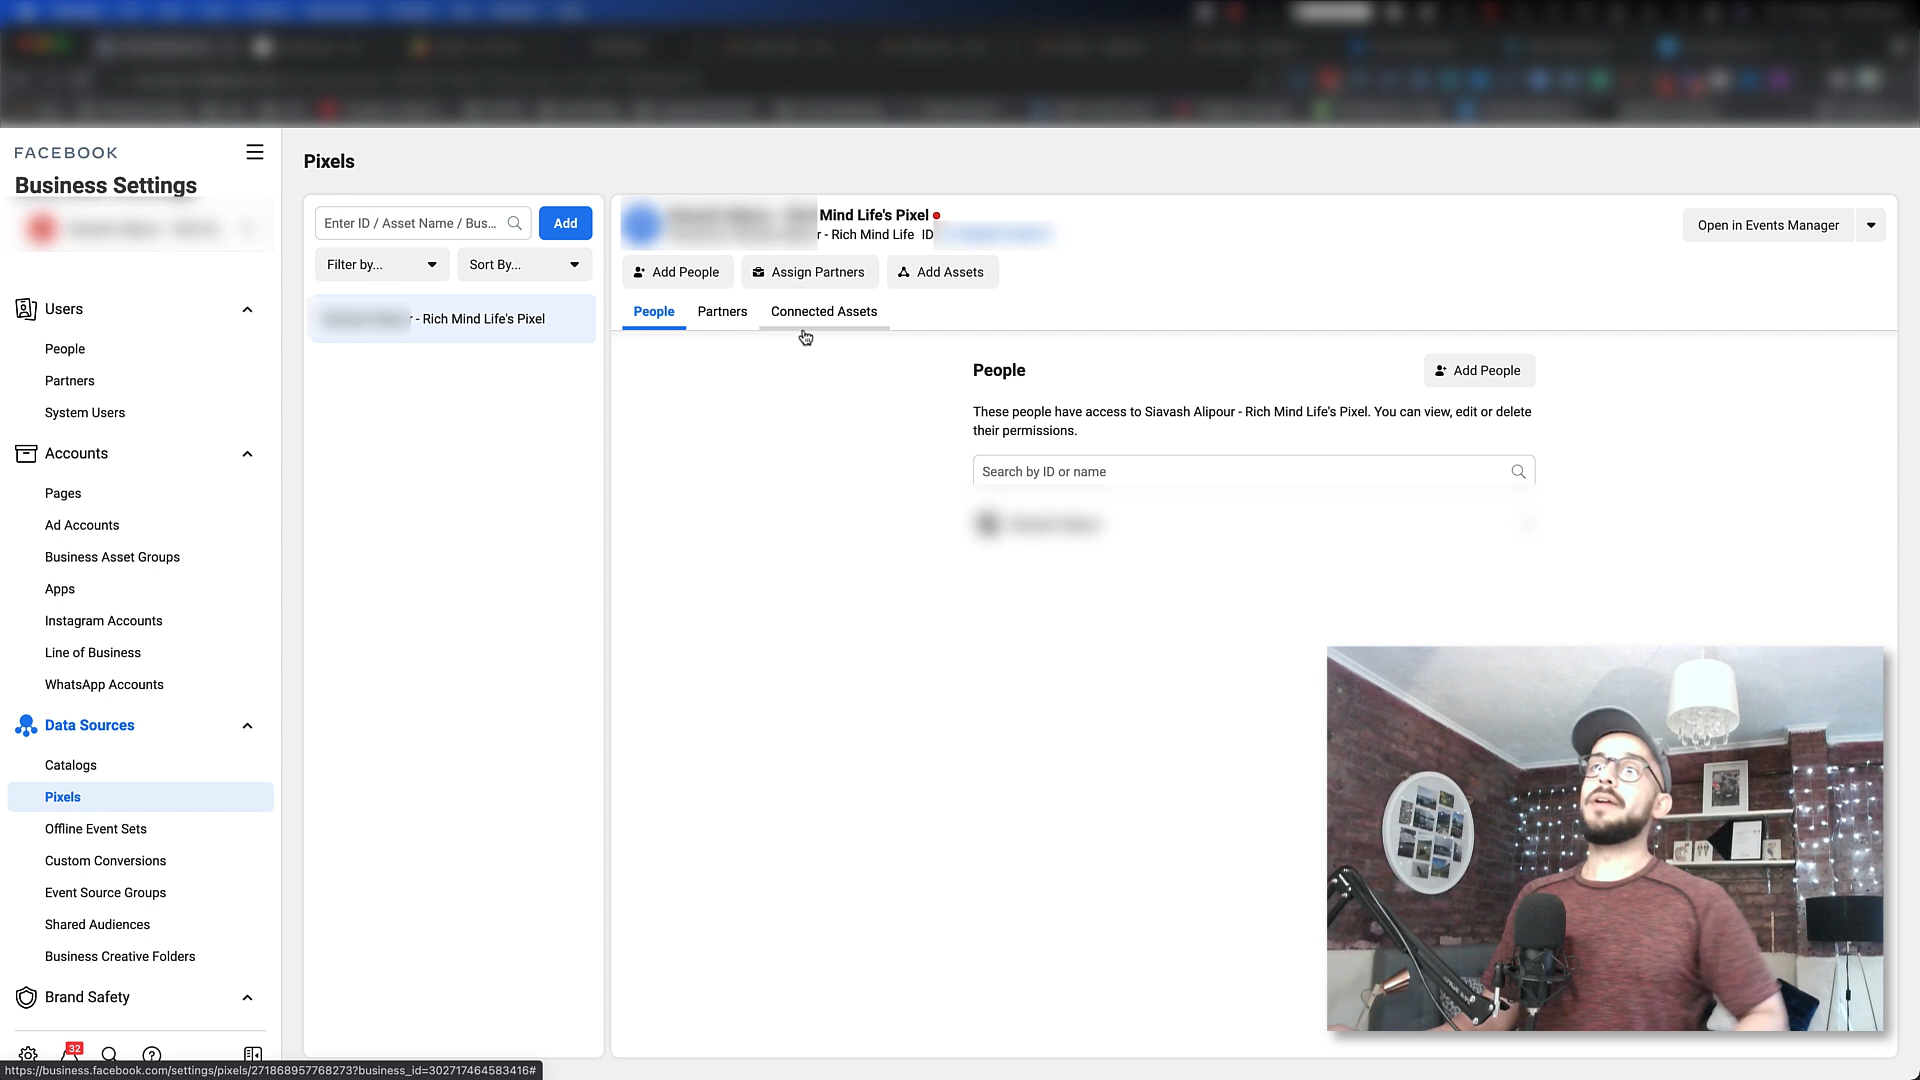 FACEBOOK
Business Settings
Users
People
Partners
System Users
Accounts
Pages
Ad Accounts
Business Asset Groups
Apps
Instagram Accounts
Line of Business
WhatsApp Accounts
Data Sources
Catalogs
Pixels
Offline Event Sets
Custom Conversions
Event Source Groups
Shared Audiences
Business Creative Folders
Brand Safety
32
https://business.facebook.com/settings/pixels/271868957768273?business_id=302717464583416#
Pixels
Enter ID / Asset Name / Bus...
Add
Filter by...
Sort By...
r - Rich Mind Life's Pixel
Mind Life's Pixel
r - Rich Mind Life ID
Open in Events Manager
Add People
Assign Partners
Add Assets
People
Partners
Connected Assets
People
Add People
These people have access to Siavash Alipour - Rich Mind Life's Pixel. You can view, edit or delete
their permissions.
Search by ID or name